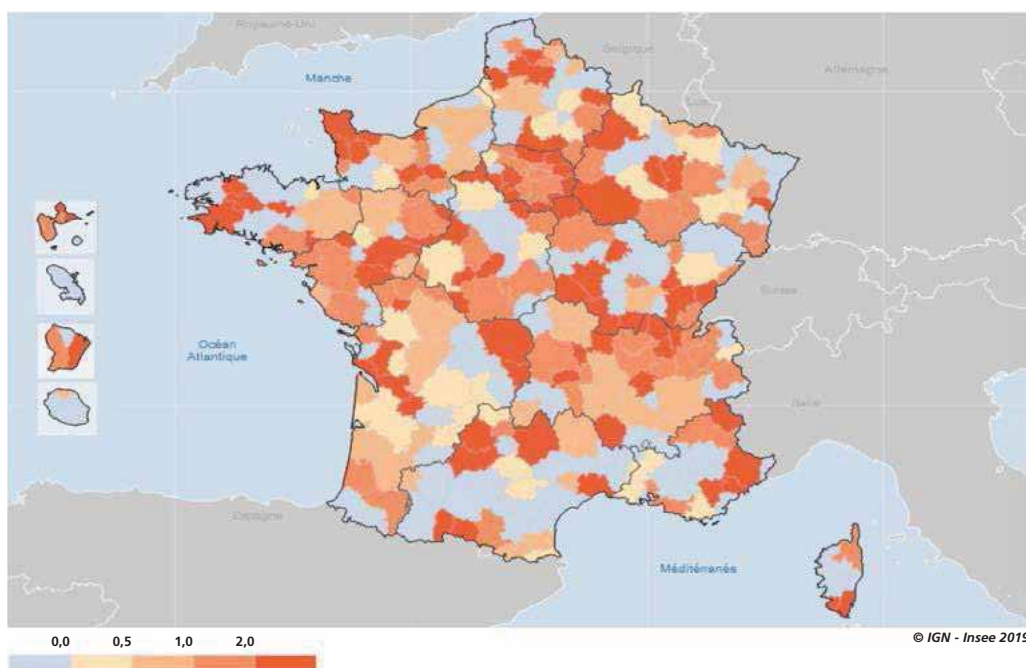 Royaume-Uni
Belgique
Manche
Allemagne
Suisse
Océan
Atlantique
Italie
Espagne
Méditérranés
0,0 0,5 1,0 2,0
© IGN - Insee 2019